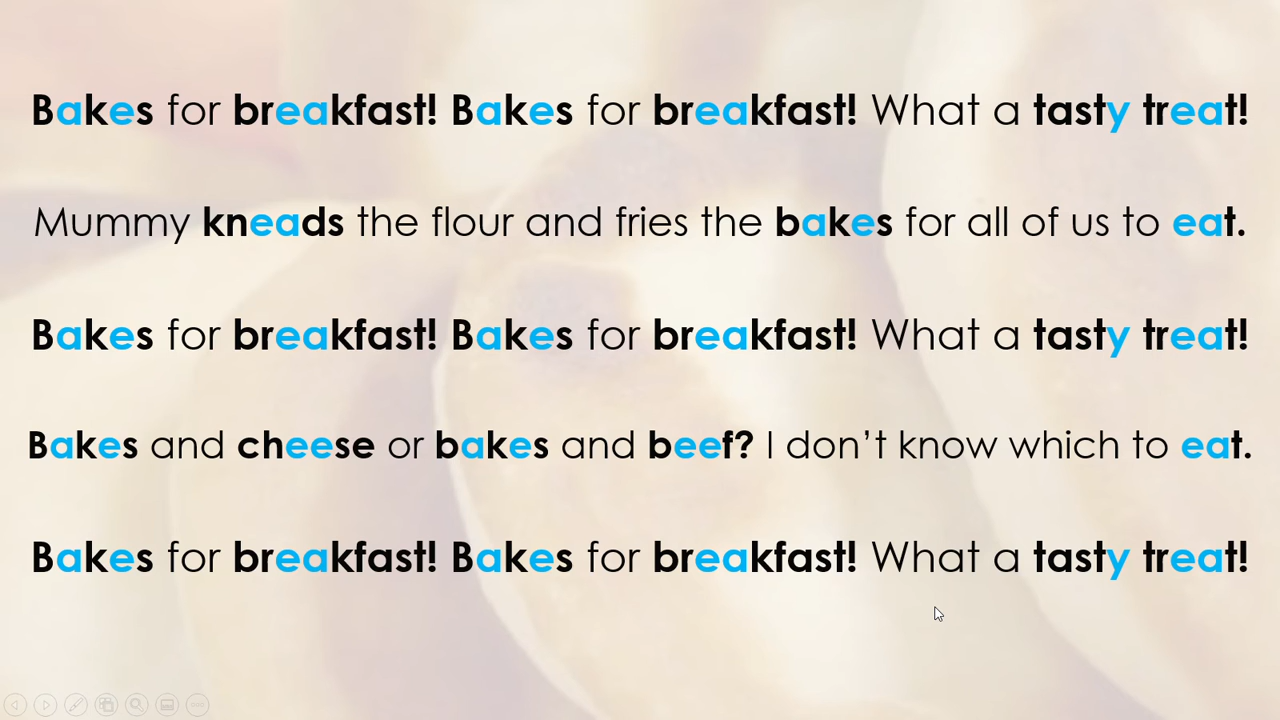 Bakes for breakfast! Bakes for breakfast! What a tasty treat!
Mummy kneads the flour and fries the bakes for all of us to eat.
Bakes for breakfast! Bakes for breakfast! What a tasty treat!
Bakes and cheese or bakes and beef? I don’t know which to eat.
Bakes for breakfast! Bakes for breakfast! What a tasty treat!